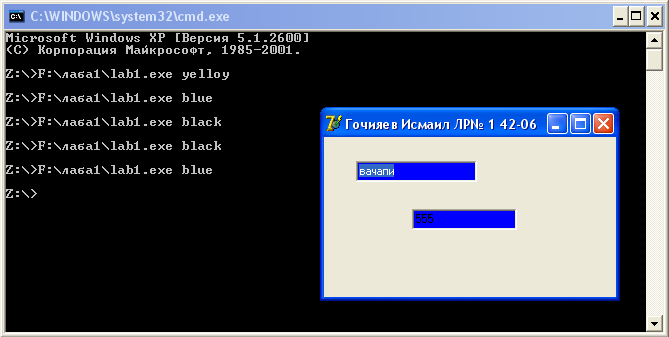 C:\WINDOWS\system32\cmd.exe
Microsoft Windows XP [Версия 5.1.2600]
(C) Корпорация Майкрософт, 1985-2001.
Z:\>F:\лаба1\lab1.exe yelloy
Z:\>F:\лаба1\lab1.exe blue
Z:\>F:\лаба1\lab1.exe black
Z:\>F:\лаба1\lab1.exe black
Z:\>F:\лаба1\lab1.exe blue
Z:\>
Гочияев Исмаил ЛР№ 1 42-06
вачапи
555